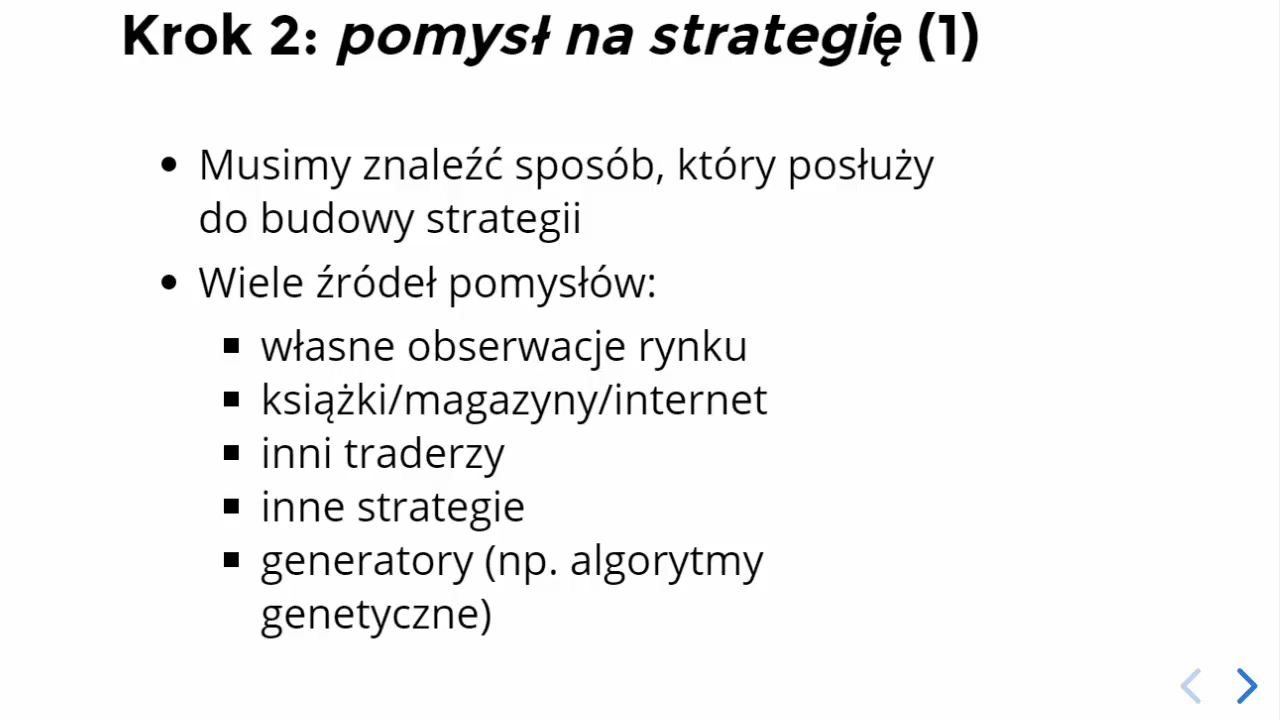 Krok 2: pomysł na strategię (1)
Musimy znaleźć sposób, który posłuży
do budowy strategii
Wiele źródeł pomysłów:
własne obserwacje rynku
książki/magazyny/internet
inni traderzy
inne strategie
generatory (np. algorytmy
genetyczne)